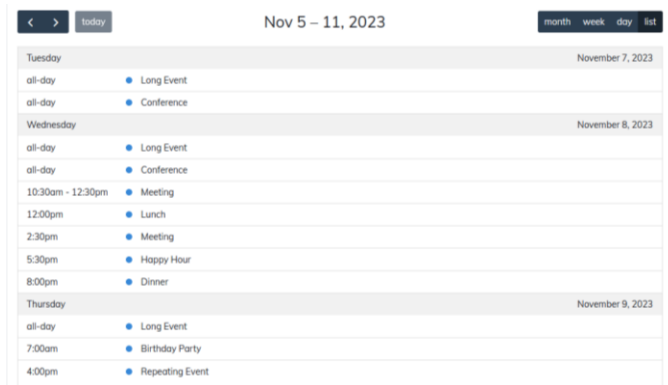 today
Nov 5 – 11, 2023
month week day list
Tuesday November 7, 2023
all-day Long Event
all-day Conference
Wednesday November 8, 2023
all-day Long Event
all-day Conference
10:30am - 12:30pm Meeting
12:00pm Lunch
2:30pm Meeting
5:30pm Happy Hour
8:00pm Dinner
Thursday November 9, 2023
all-day Long Event
7:00am Birthday Party
4:00pm Repeating Event